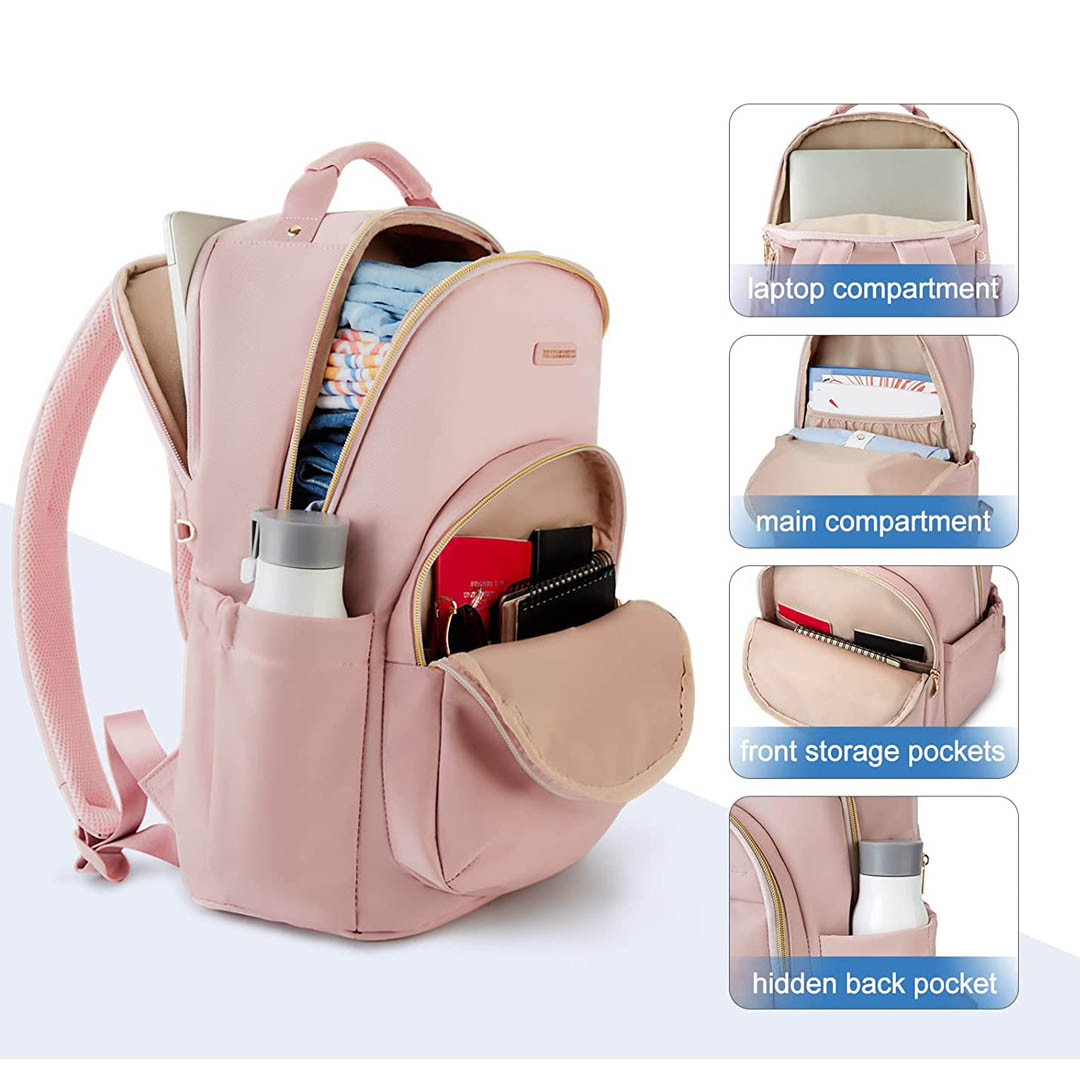 laptop compartment
main compartment
front storage pockets
hidden back pocket